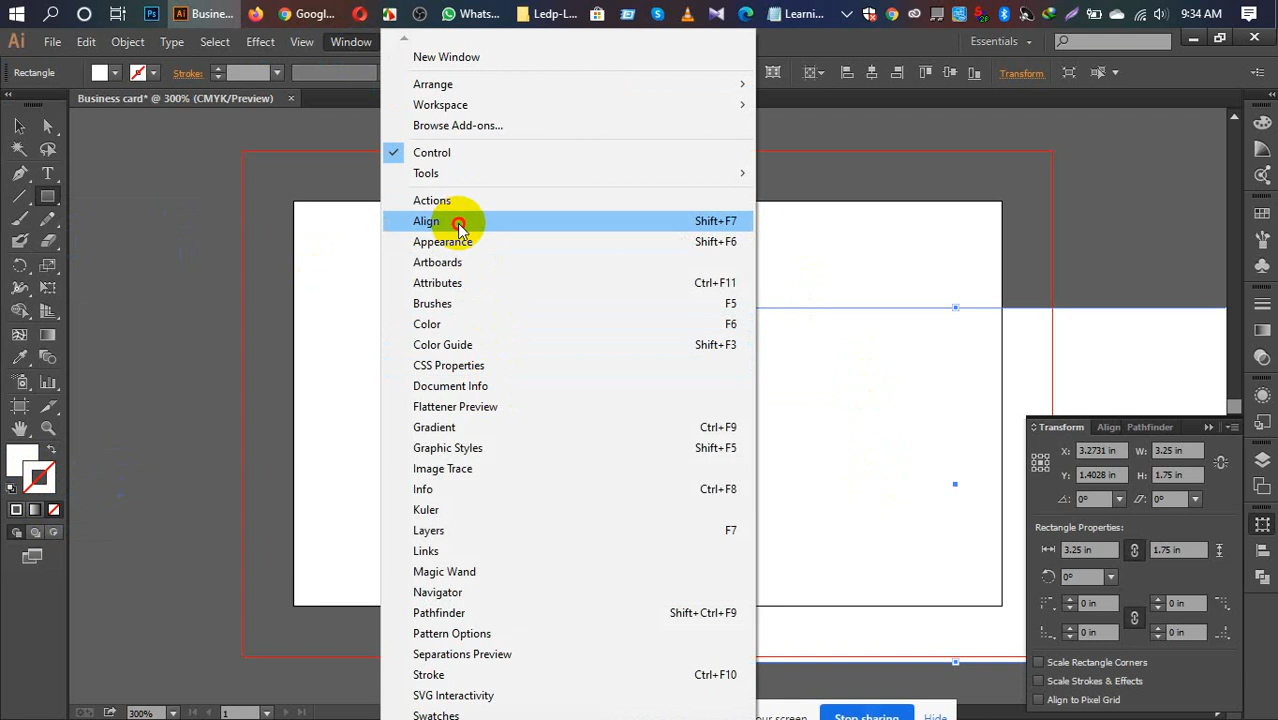 Busine...
Google...
Whats...
Ledp-L...
Learni...
9:34 AM
Ai
File Edit Object Type Select Effect View Window
Essentials
Rectangle
Stroke:
Transform
Business card* @ 300% (CMYK/Preview)
New Window
Arrange
Workspace
Browse Add-ons...
Control
Tools
Actions
Align Shift+F7
Appearance Shift+F6
Artboards
Attributes Ctrl+F11
Brushes F5
Color F6
Color Guide Shift+F3
CSS Properties
Document Info
Flattener Preview
Gradient Ctrl+F9
Graphic Styles Shift+F5
Image Trace
Info Ctrl+F8
Kuler
Layers F7
Links
Magic Wand
Navigator
Pathfinder Shift+Ctrl+F9
Pattern Options
Separations Preview
Stroke Ctrl+F10
SVG Interactivity
Swatches
Transform Align Pathfinder
X: 3.2731 in W: 3.25 in
Y: 1.4028 in H: 1.75 in
0° 0°
Rectangle Properties:
3.25 in 1.75 in
0°
0 in 0 in
0 in 0 in
Scale Rectangle Corners
Scale Strokes & Effects
Align to Pixel Grid
300% 1
our screen. Stop sharing Hide